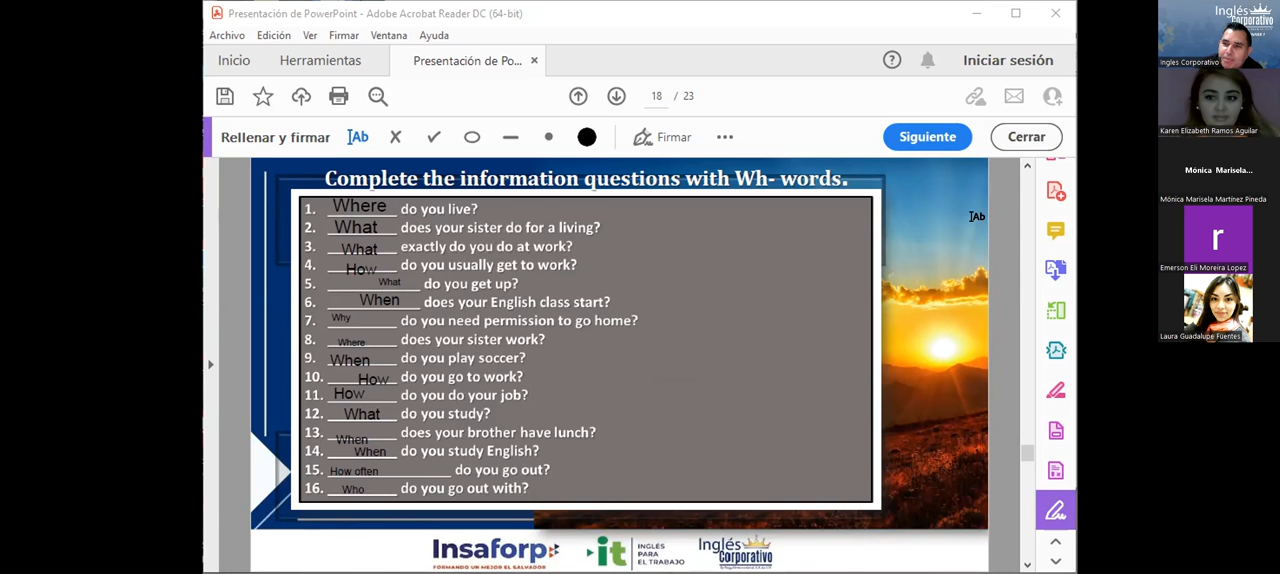 Presentación de PowerPoint - Adobe Acrobat Reader DC (64-bit)
Archivo Edición Ver Firmar Ventana Ayuda
Inicio Herramientas Presentación de Po... × Iniciar sesión
18 / 23
Rellenar y firmar Ab Firmar Siguiente Cerrar
Complete the information questions with Wh- words.
1. Where do you live?
2. What does your sister do for a living?
3. What exactly do you do at work?
4. How do you usually get to work?
5. What do you get up?
6. When does your English class start?
7. Why do you need permission to go home?
8. Where does your sister work?
9. When do you play soccer?
10. How do you go to work?
11. How do you do your job?
12. What do you study?
13. When does your brother have lunch?
14. When do you study English?
15. How often do you go out?
16. Who do you go out with?
Ab
Insaforp
FORMANDO UN MEJOR EL SALVADOR
it
INGLÉS
PARA
EL TRABAJO
Inglés
Corporativo
Inglés
Corporativo
Ingles Corporativo
Karen Elizabeth Ramos Aguilar
Mónica Marisela...
Mónica Marisela Martínez Pineda
r
Emerson Eli Moreira Lopez
Laura Guadalupe Fuentes